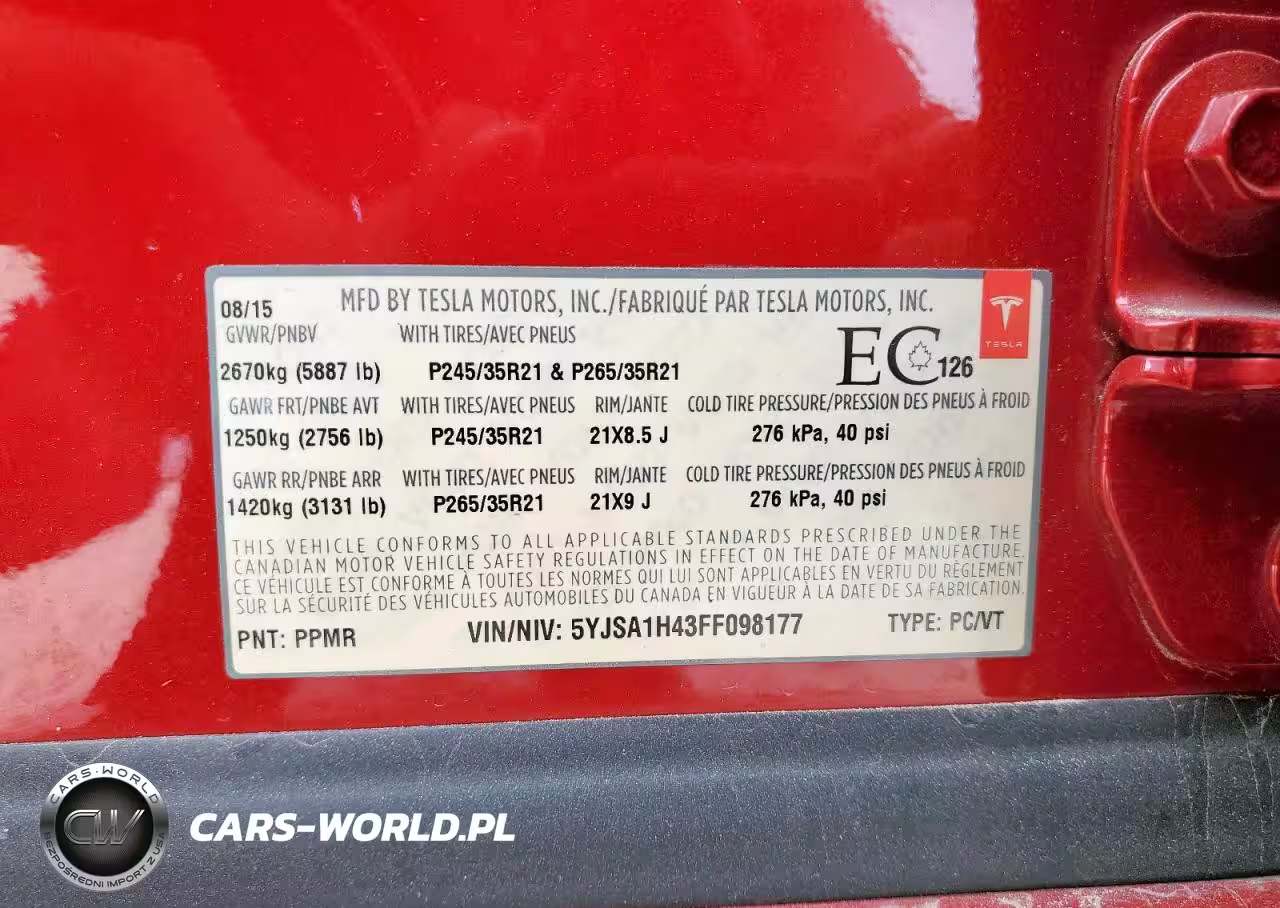 08/15 MFD BY TESLA MOTORS, INC./FABRIQUÉ PAR TESLA MOTORS, INC.
TESLA
GVWR/PNBV WITH TIRES/AVEC PNEUS
2670kg (5887 lb) P245/35R21 & P265/35R21 EC 126
GAWR FRT/PNBE AVT WITH TIRES/AVEC PNEUS RIM/JANTE COLD TIRE PRESSURE/PRESSION DES PNEUS À FROID
1250kg (2756 lb) P245/35R21 21X8.5 J 276 kPa, 40 psi
GAWR RR/PNBE ARR WITH TIRES/AVEC PNEUS RIM/JANTE COLD TIRE PRESSURE/PRESSION DES PNEUS À FROID
1420kg (3131 lb) P265/35R21 21X9 J 276 kPa, 40 psi
THIS VEHICLE CONFORMS TO ALL APPLICABLE STANDARDS PRESCRIBED UNDER THE
CANADIAN MOTOR VEHICLE SAFETY REGULATIONS IN EFFECT ON THE DATE OF MANUFACTURE.
CE VÉHICULE EST CONFORME À TOUTES LES NORMES QUI LUI SONT APPLICABLES EN VERTU DU RÈGLEMENT
SUR LA SÉCURITÉ DES VÉHICULES AUTOMOBILES DU CANADA EN VIGUEUR À LA DATE DE SA FABRICATION.
PNT: PPMR VIN/NIV: 5YJSA1H43FF098177 TYPE: PC/VT
CARS-WORLD
CW
BEZPOŚREDNI IMPORT Z USA
CARS-WORLD.PL